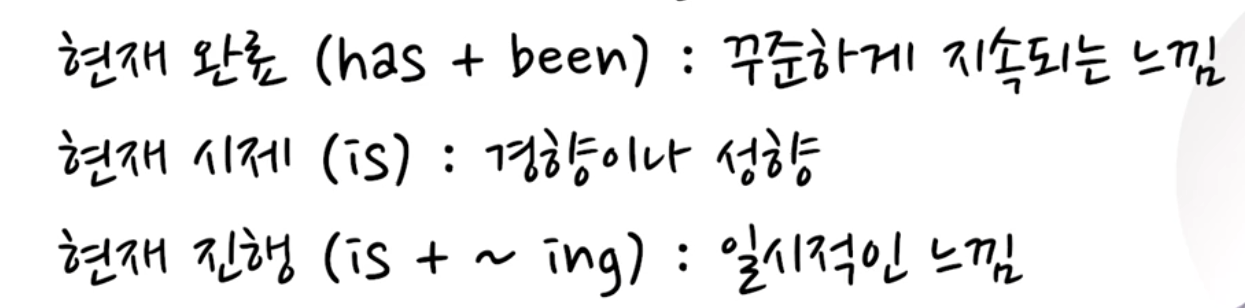 현재 완료 (has + been) : 꾸준하게 지속되는 느낌
현재 시제 (is) : 경향이나 성향
현재 진행 (is + ~ ing) : 일시적인 느낌